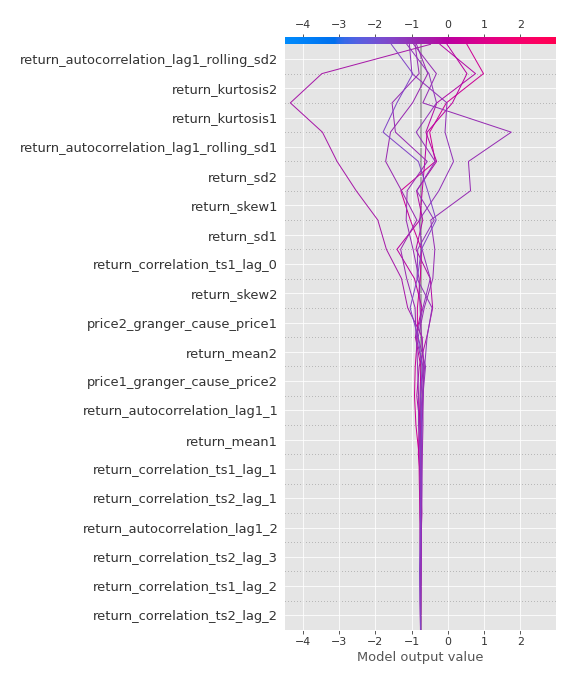 −4 −3 −2 −1 0 1 2
return_autocorrelation_lag1_rolling_sd2
return_kurtosis2
return_kurtosis1
return_autocorrelation_lag1_rolling_sd1
return_sd2
return_skew1
return_sd1
return_correlation_ts1_lag_0
return_skew2
price2_granger_cause_price1
return_mean2
price1_granger_cause_price2
return_autocorrelation_lag1_1
return_mean1
return_correlation_ts1_lag_1
return_correlation_ts2_lag_1
return_autocorrelation_lag1_2
return_correlation_ts2_lag_3
return_correlation_ts1_lag_2
return_correlation_ts2_lag_2
−4 −3 −2 −1 0 1 2
Model output value